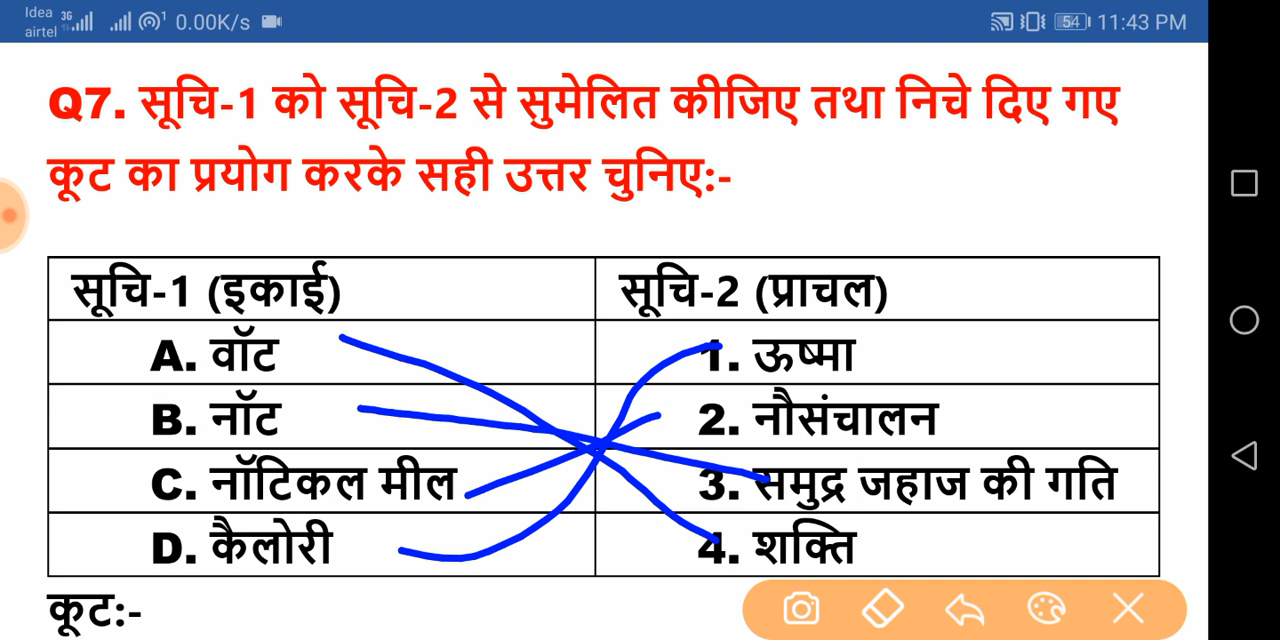 Idea 3G 1 0.00K/s 54 11:43 PM
airtel
Q7. सूचि-1 को सूचि-2 से सुमेलित कीजिए तथा निचे दिए गए
कूट का प्रयोग करके सही उत्तर चुनिए:-
सूचि-1 (इकाई) सूचि-2 (प्राचल)
A. वॉट 1. ऊष्मा
B. नॉट 2. नौसंचालन
C. नॉटिकल मील 3. समुद्र जहाज की गति
D. कैलोरी 4. शक्ति
कूट:-